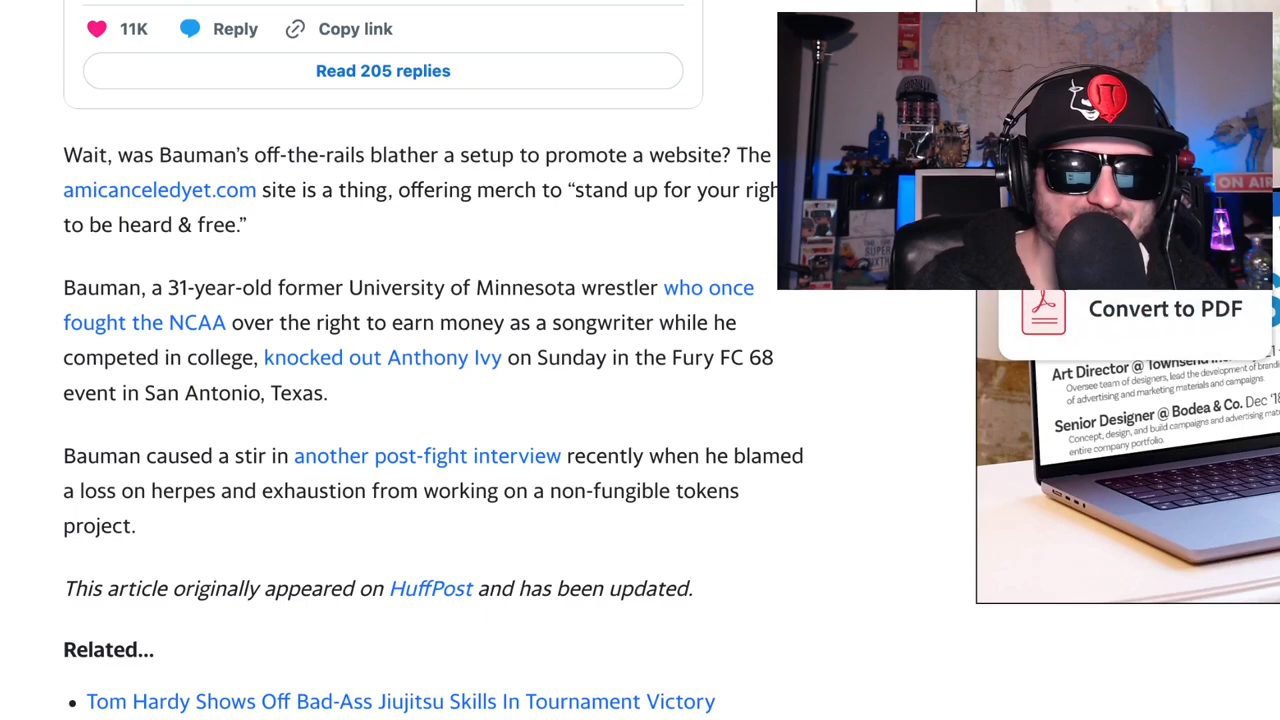 11K Reply Copy link
Read 205 replies
Wait, was Bauman’s off-the-rails blather a setup to promote a website? The
amicanceledyet.com site is a thing, offering merch to “stand up for your righ
to be heard & free.”
Bauman, a 31-year-old former University of Minnesota wrestler who once
fought the NCAA over the right to earn money as a songwriter while he
competed in college, knocked out Anthony Ivy on Sunday in the Fury FC 68
event in San Antonio, Texas.
Bauman caused a stir in another post-fight interview recently when he blamed
a loss on herpes and exhaustion from working on a non-fungible tokens
project.
This article originally appeared on HuffPost and has been updated.
Related...
• Tom Hardy Shows Off Bad-Ass Jiujitsu Skills In Tournament Victory
ON AIR
Convert to PDF
Art Director @ Townsend
Oversee team of designers, lead the development of brandi
of advertising and marketing materials and campaigns.
Senior Designer @ Bodea & Co. Dec ‘18
Concept, design, and build campaigns and advertising mat
entire company portfolio.